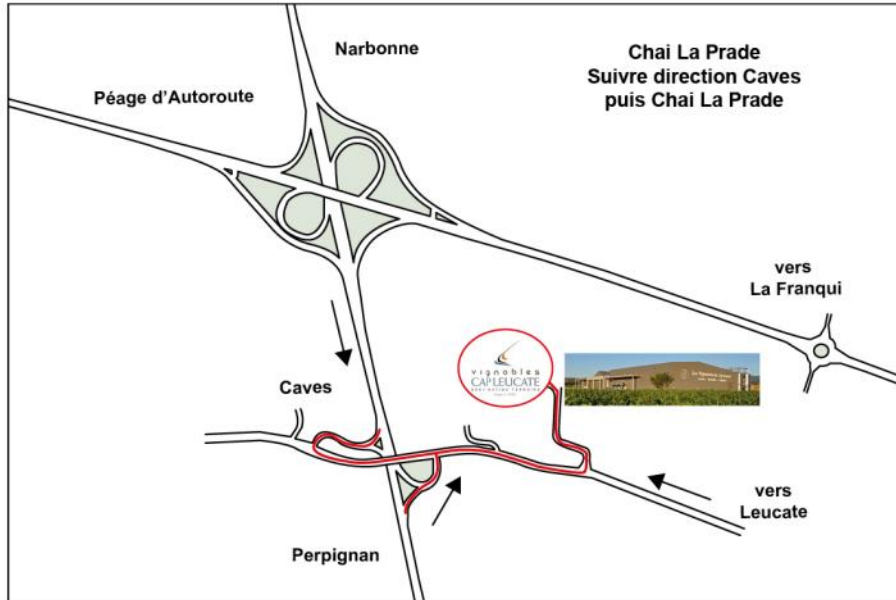 Narbonne
Péage d'Autoroute
Chai La Prade
Suivre direction Caves
puis Chai La Prade
vers
La Franqui
vignobles
CAP LEUCATE
Caves
vers
Leucate
Perpignan